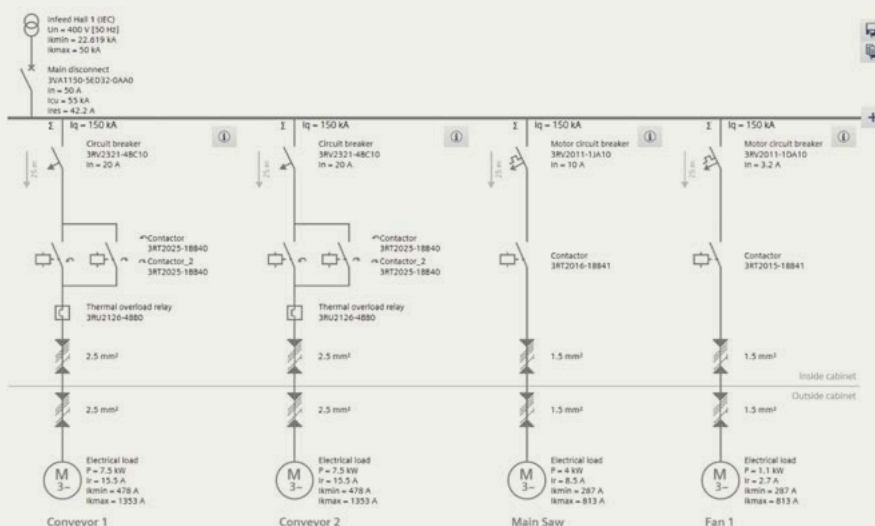 Infeed Hall 1 (IEC)
Un = 400 V [50 Hz]
Ikmin = 22.619 kA
Ikmax = 50 kA
Main disconnect
3VA1150-5ED32-0AA0
In = 50 A
Icu = 55 kA
Ires = 42.2 A
Σ Iq = 150 kA
25 m
Circuit breaker
3RV2321-4BC10
In = 20 A
Contactor
3RT2025-1BB40
Contactor_2
3RT2025-1BB40
Thermal overload relay
3RU2126-4BB0
2.5 mm²
2.5 mm²
M
3~
Electrical load
P = 7.5 kW
Ir = 15.5 A
Ikmin = 478 A
Ikmax = 1353 A
Conveyor 1
Σ Iq = 150 kA
25 m
Circuit breaker
3RV2321-4BC10
In = 20 A
Contactor
3RT2025-1BB40
Contactor_2
3RT2025-1BB40
Thermal overload relay
3RU2126-4BB0
2.5 mm²
2.5 mm²
M
3~
Electrical load
P = 7.5 kW
Ir = 15.5 A
Ikmin = 478 A
Ikmax = 1353 A
Conveyor 2
Σ Iq = 150 kA
25 m
Motor circuit breaker
3RV2011-1JA10
In = 10 A
Contactor
3RT2016-1BB41
1.5 mm²
1.5 mm²
M
3~
Electrical load
P = 4 kW
Ir = 8.5 A
Ikmin = 287 A
Ikmax = 813 A
Main Saw
Σ Iq = 150 kA
25 m
Motor circuit breaker
3RV2011-1DA10
In = 3.2 A
Contactor
3RT2015-1BB41
1.5 mm²
Inside cabinet
Outside cabinet
1.5 mm²
M
3~
Electrical load
P = 1.1 kW
Ir = 2.7 A
Ikmin = 287 A
Ikmax = 813 A
Fan 1